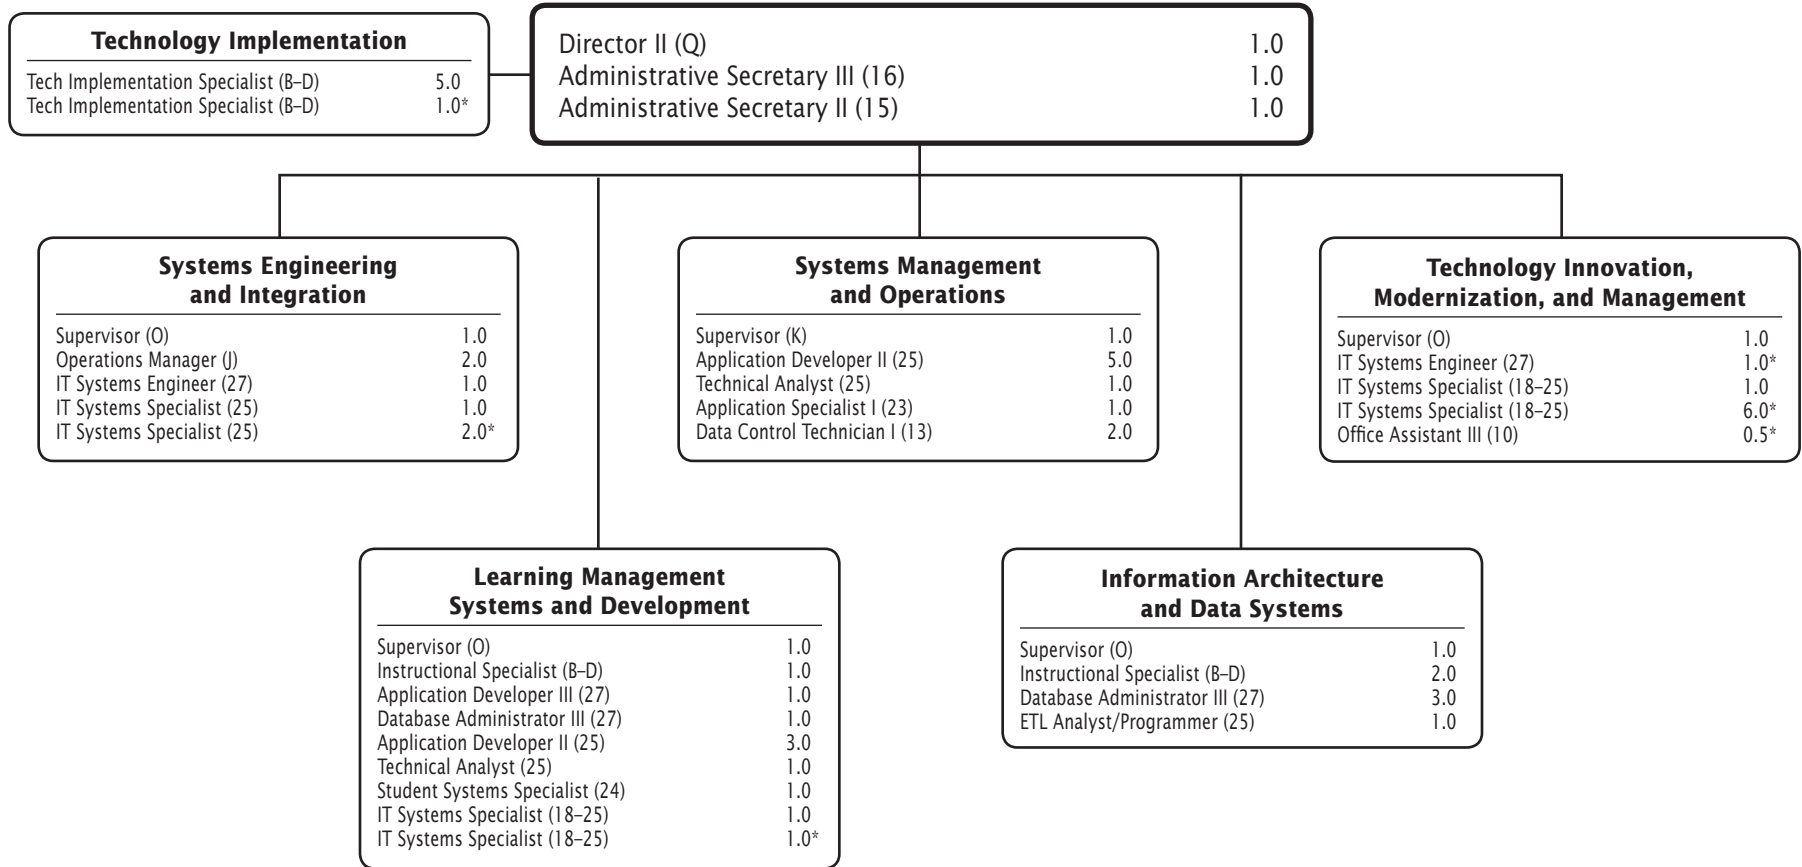 Technology Implementation
Tech Implementation Specialist (B–D) 5.0
Tech Implementation Specialist (B–D) 1.0*
Director II (Q) 1.0
Administrative Secretary III (16) 1.0
Administrative Secretary II (15) 1.0
Systems Engineering
and Integration
Supervisor (O) 1.0
Operations Manager (J) 2.0
IT Systems Engineer (27) 1.0
IT Systems Specialist (25) 1.0
IT Systems Specialist (25) 2.0*
Systems Management
and Operations
Supervisor (K) 1.0
Application Developer II (25) 5.0
Technical Analyst (25) 1.0
Application Specialist I (23) 1.0
Data Control Technician I (13) 2.0
Technology Innovation,
Modernization, and Management
Supervisor (O) 1.0
IT Systems Engineer (27) 1.0*
IT Systems Specialist (18–25) 1.0
IT Systems Specialist (18–25) 6.0*
Office Assistant III (10) 0.5*
Learning Management
Systems and Development
Supervisor (O) 1.0
Instructional Specialist (B–D) 1.0
Application Developer III (27) 1.0
Database Administrator III (27) 1.0
Application Developer II (25) 3.0
Technical Analyst (25) 1.0
Student Systems Specialist (24) 1.0
IT Systems Specialist (18–25) 1.0
IT Systems Specialist (18–25) 1.0*
Information Architecture
and Data Systems
Supervisor (O) 1.0
Instructional Specialist (B–D) 2.0
Database Administrator III (27) 3.0
ETL Analyst/Programmer (25) 1.0